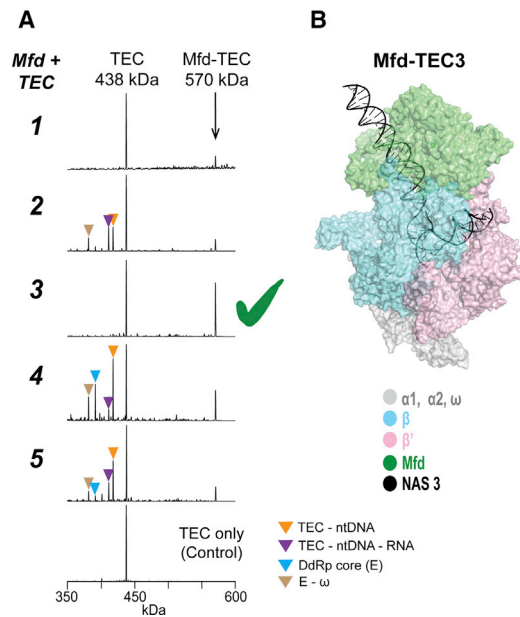 A
Mfd +
TEC
TEC
438 kDa
Mfd-TEC
570 kDa
1
2
3
4
5
TEC only
(Control)
350
450
600
kDa
B
Mfd-TEC3
α1, α2, ω
β
β'
Mfd
NAS 3
TEC - ntDNA
TEC - ntDNA - RNA
DdRp core (E)
E - ω